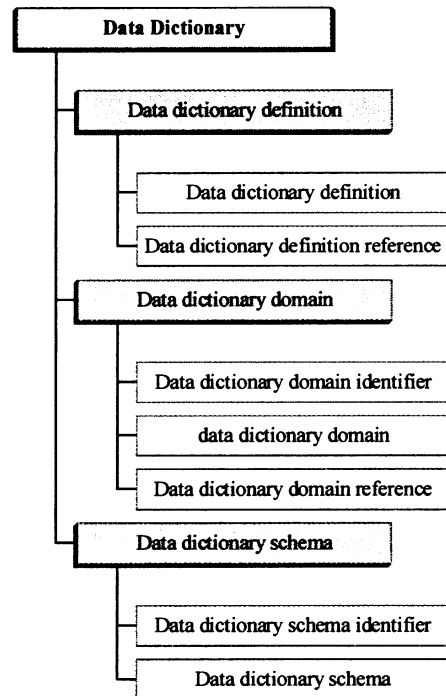 Data Dictionary
Data dictionary definition
Data dictionary definition
Data dictionary definition reference
Data dictionary domain
Data dictionary domain identifier
data dictionary domain
Data dictionary domain reference
Data dictionary schema
Data dictionary schema identifier
Data dictionary schema